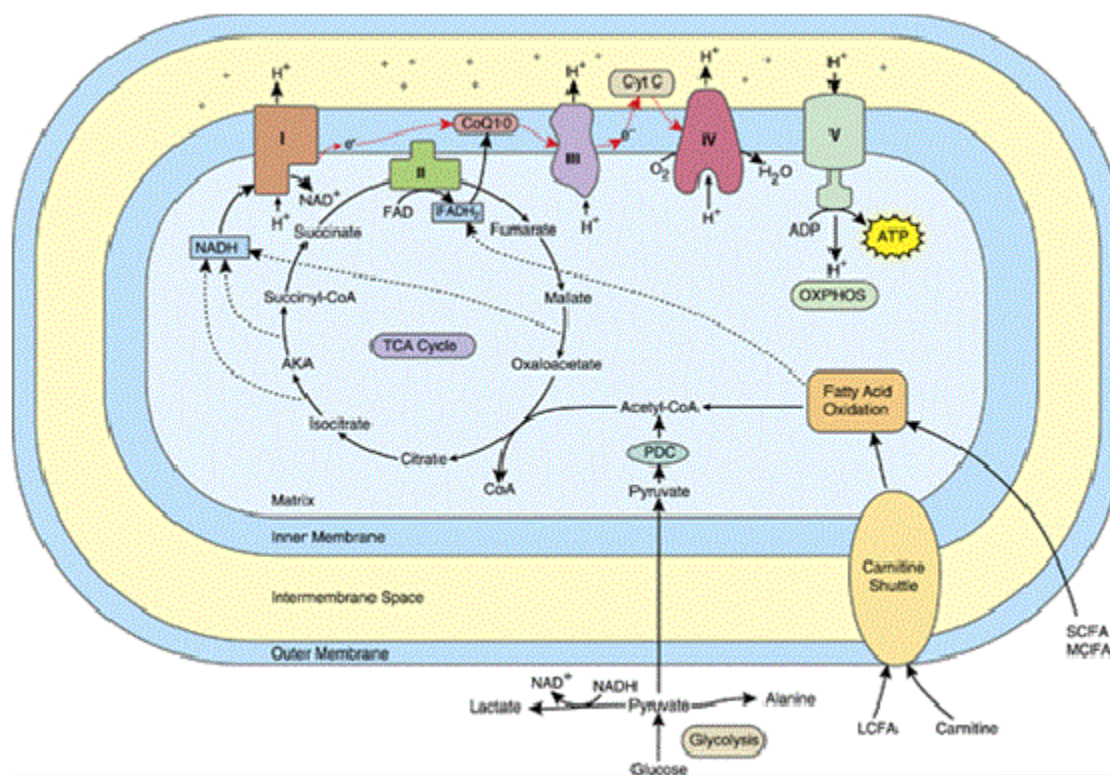 H⁺
H⁺
H⁺
H⁺
Cyt C
I
CoQ10
III
IV
V
e⁻
e⁻
II
O₂
H₂O
NAD⁺
H⁺
FAD
FADH₂
H⁺
H⁺
ADP
ATP
NADH
Succinate
Fumarate
H⁺
OXPHOS
Succinyl-CoA
Malate
TCA Cycle
AKA
Oxaloacetate
Fatty Acid
Oxidation
Isocitrate
Acetyl-CoA
Citrate
PDC
CoA
Pyruvate
Matrix
Inner Membrane
Carnitine
Shuttle
Intermembrane Space
SCFA
MCFA
Outer Membrane
NAD⁺
NADH
Lactate
Pyruvate
Alanine
LCFA
Carnitine
Glycolysis
Glucose